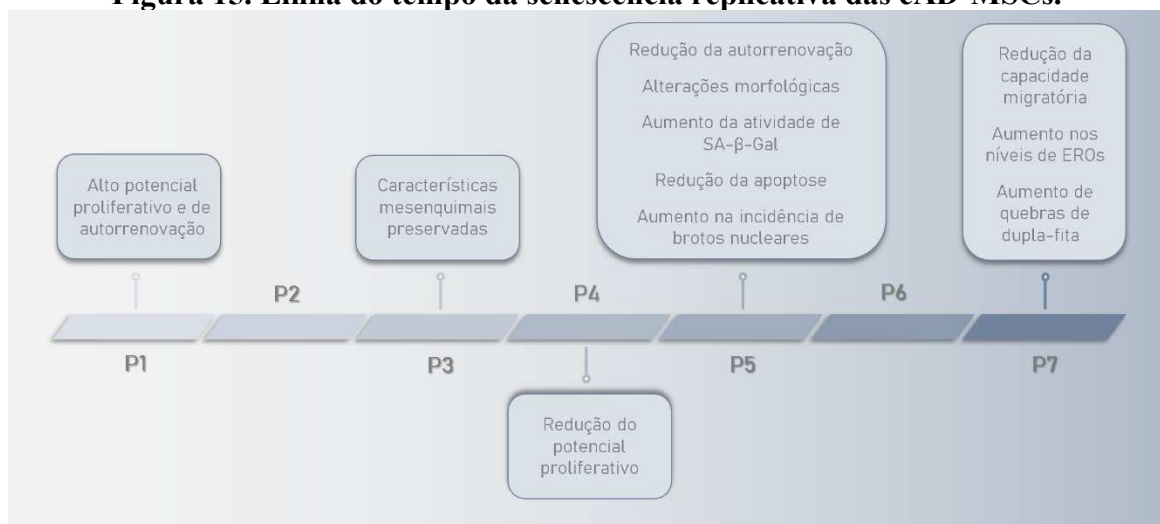 Figura 15. Linha do tempo da senescência replicativa das cAD-MSCs.
Redução da autorrenovação
Alterações morfológicas
Aumento da atividade de
SA-β-Gal
Redução da apoptose
Aumento na incidência de
brotos nucleares
Redução da
capacidade
migratória
Aumento nos
níveis de EROs
Aumento de
quebras de
dupla-fita
Alto potencial
proliferativo e de
autorrenovação
Características
mesenquimais
preservadas
P2
P4
P6
P1
P3
P5
P7
Redução do
potencial
proliferativo